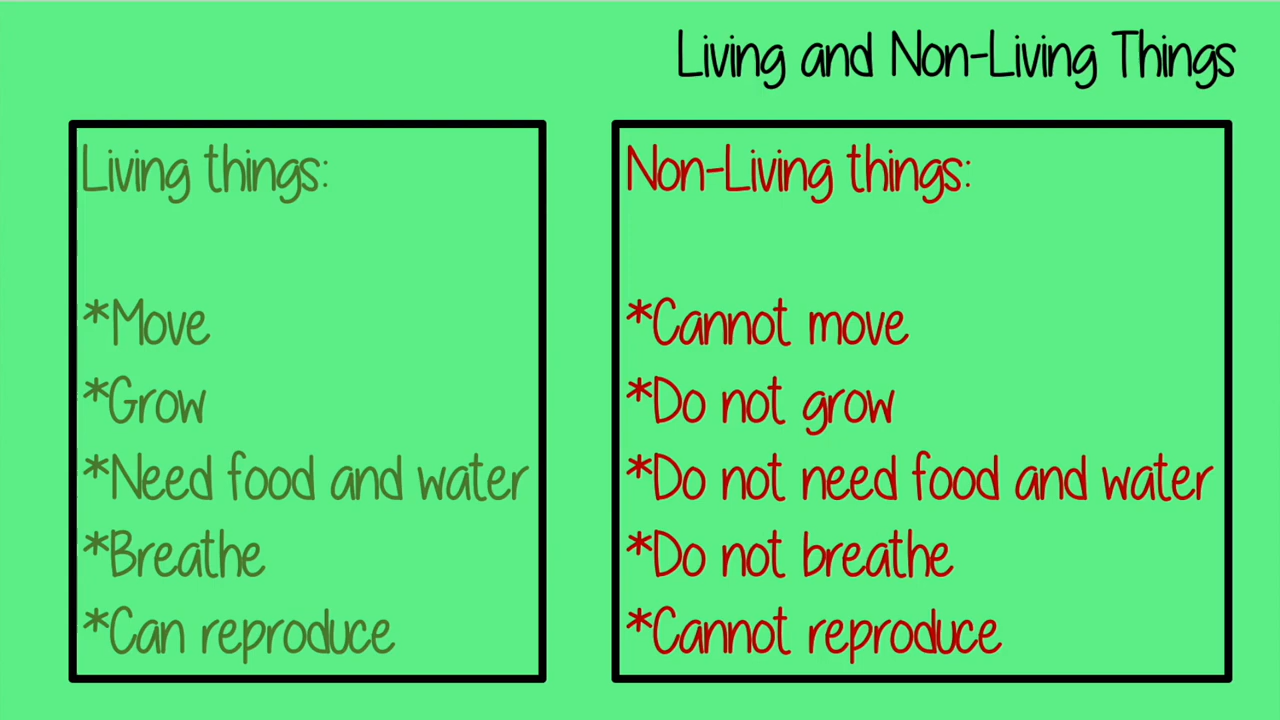 Living and Non-Living Things
Living things:
*Move
*Grow
*Need food and water
*Breathe
*Can reproduce
Non-Living things:
*Cannot move
*Do not grow
*Do not need food and water
*Do not breathe
*Cannot reproduce